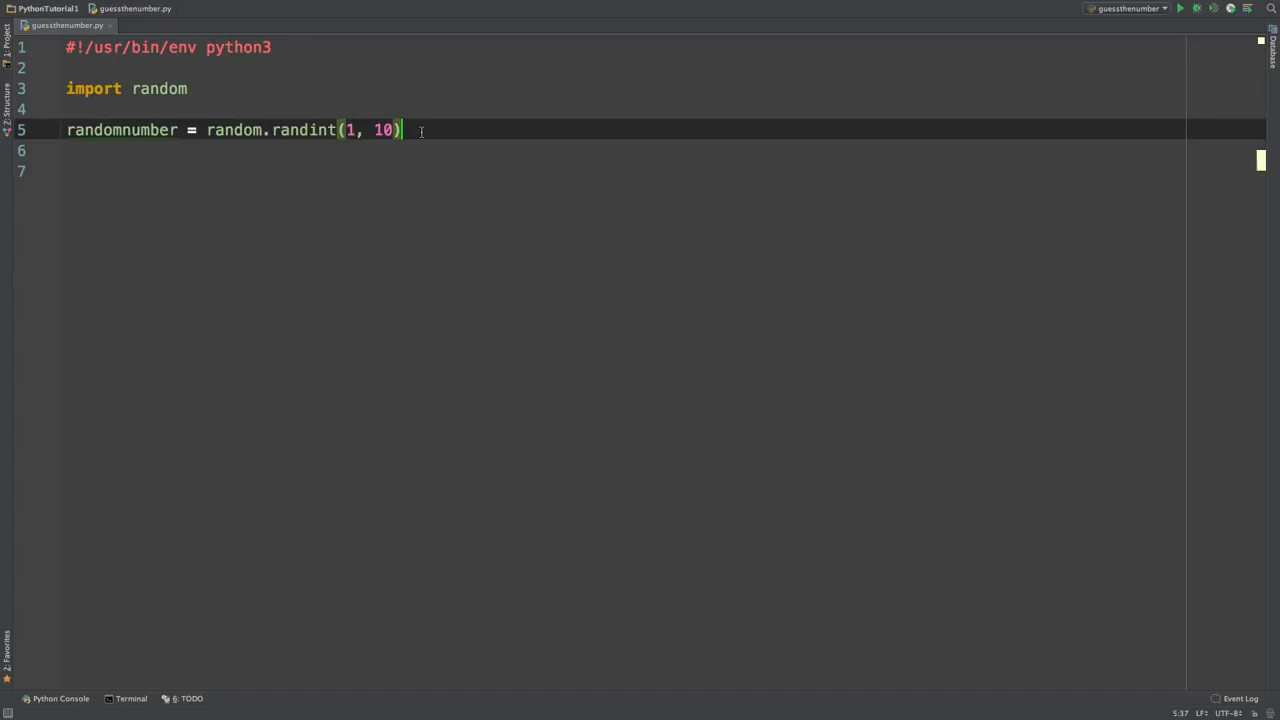 PythonTutorial1 guessthenumber.py guessthenumber
guessthenumber.py
1: Project
Z: Structure
2: Favorites
Database
1 #!/usr/bin/env python3
2
3 import random
4
5 randomnumber = random.randint(1, 10)
6
7
Python Console Terminal 6: TODO Event Log
5:37 LF UTF-8